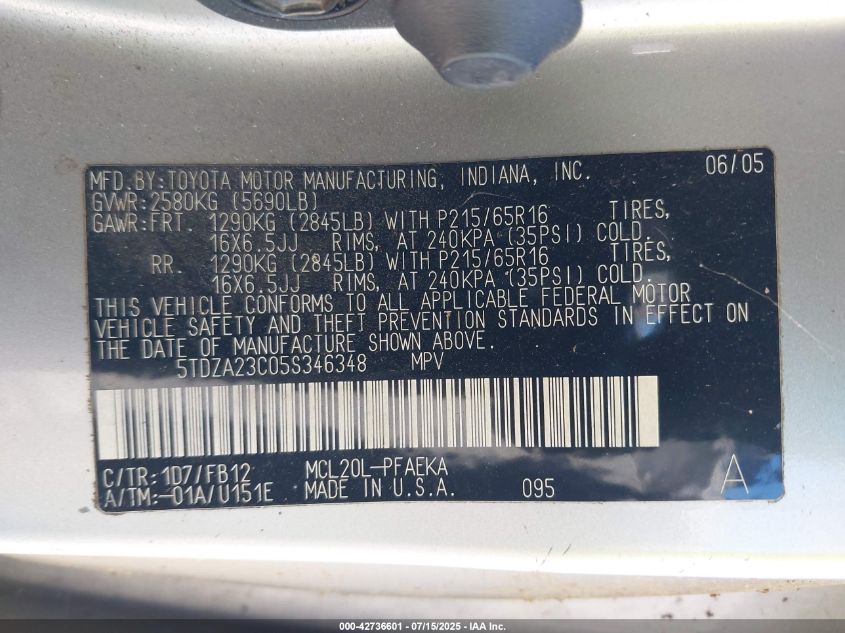 MFD.BY:TOYOTA MOTOR MANUFACTURING, INDIANA, INC. 06/05
GVWR:2580KG (5690LB)
GAWR:FRT. 1290KG (2845LB) WITH P215/65R16 TIRES,
16X6.5JJ RIMS, AT 240KPA (35PSI) COLD.
RR. 1290KG (2845LB) WITH P215/65R16 TIRES,
16X6.5JJ RIMS, AT 240KPA (35PSI) COLD.
THIS VEHICLE CONFORMS TO ALL APPLICABLE FEDERAL MOTOR
VEHICLE SAFETY AND THEFT PREVENTION STANDARDS IN EFFECT ON
THE DATE OF MANUFACTURE SHOWN ABOVE.
5TDZA23C05S346348 MPV
C/TR:1D7/FB12 MCL20L-PFAEKA
A/TM:-01A/U151E MADE IN U.S.A. 095 A
000-42736601 - 07/15/2025 - IAA Inc.